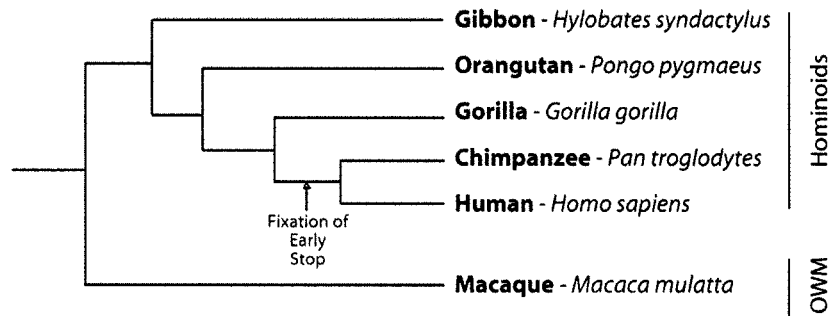 Gibbon - Hylobates syndactylus
Orangutan - Pongo pygmaeus
Gorilla - Gorilla gorilla
Chimpanzee - Pan troglodytes
Human - Homo sapiens
Hominoids
Fixation of
Early
Stop
Macaque - Macaca mulatta
OWM